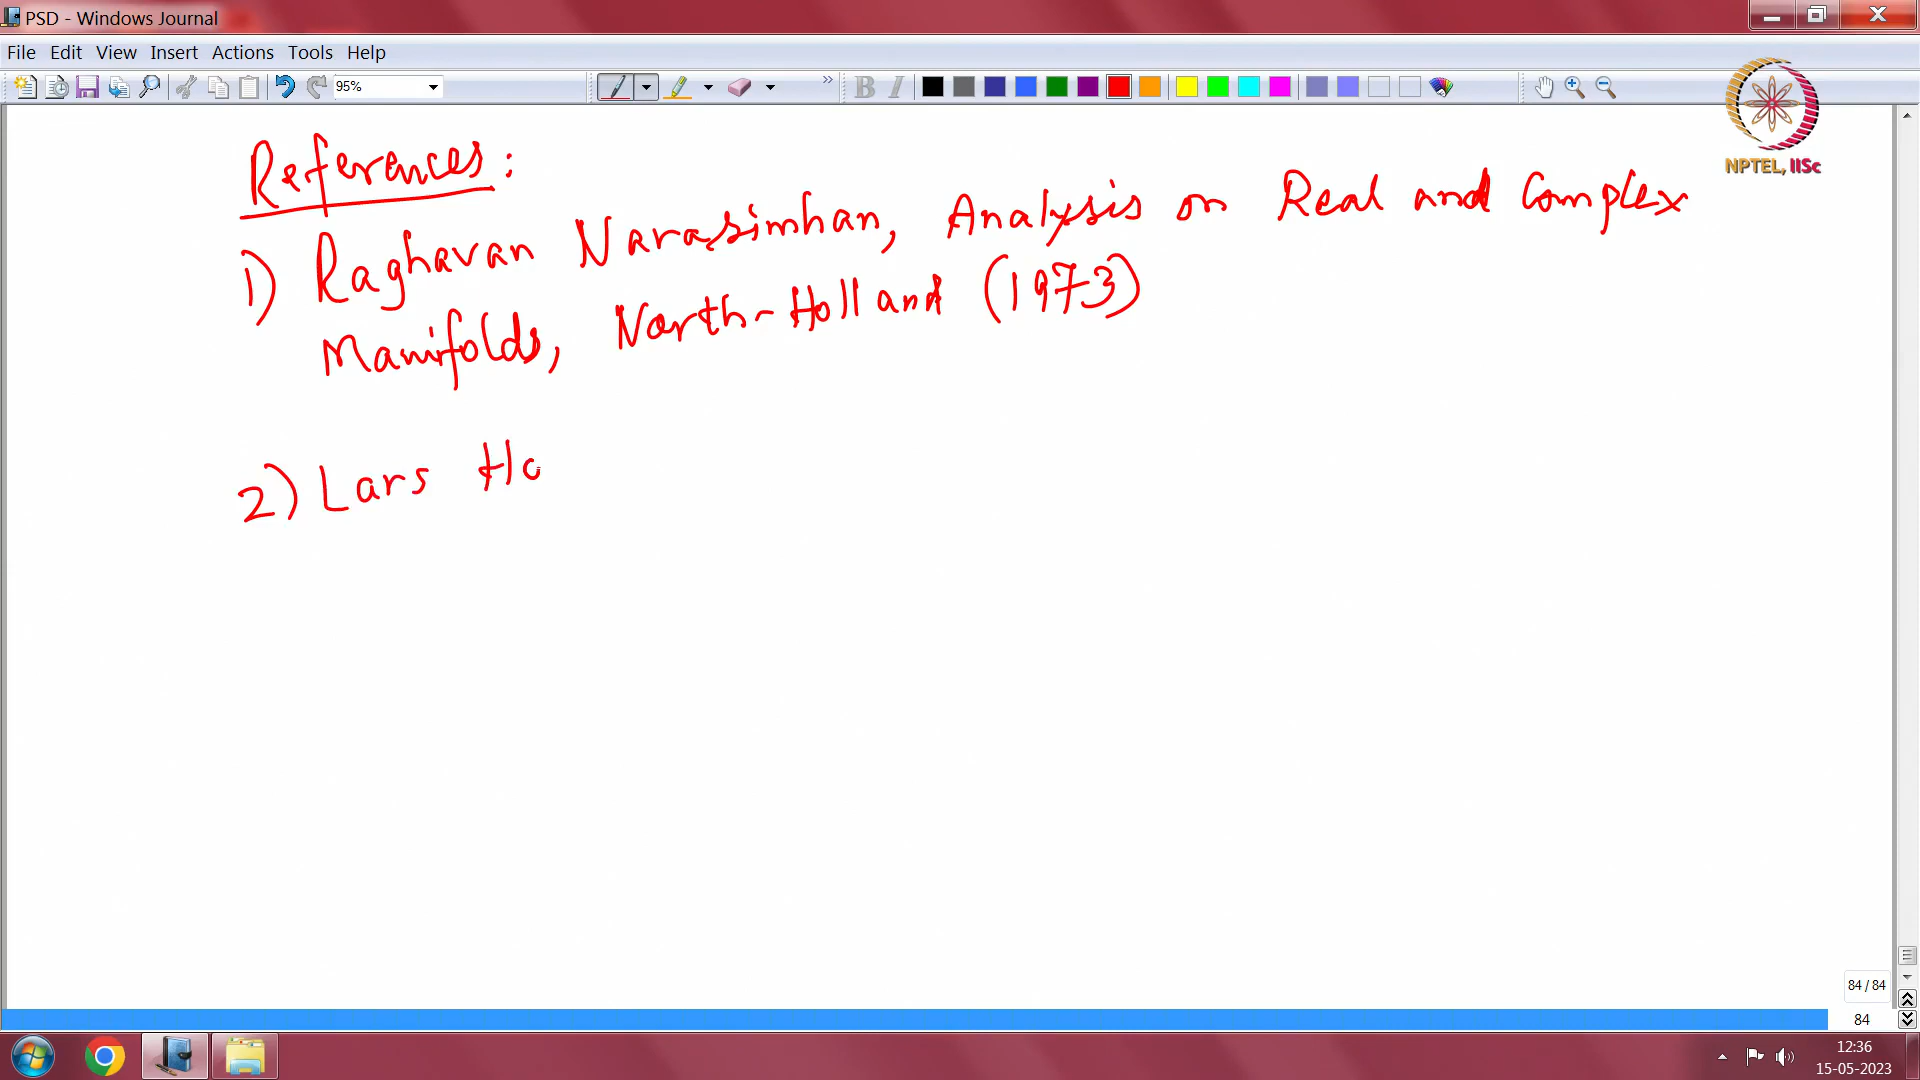 PSD - Windows Journal
File Edit View Insert Actions Tools Help
95%
NPTEL, IISc
References:
1) Raghavan Narasimhan, Analysis on Real and Complex
Manifolds, North-Holland (1973)
2) Lars Ho
84 / 84
84
12:36
15-05-2023